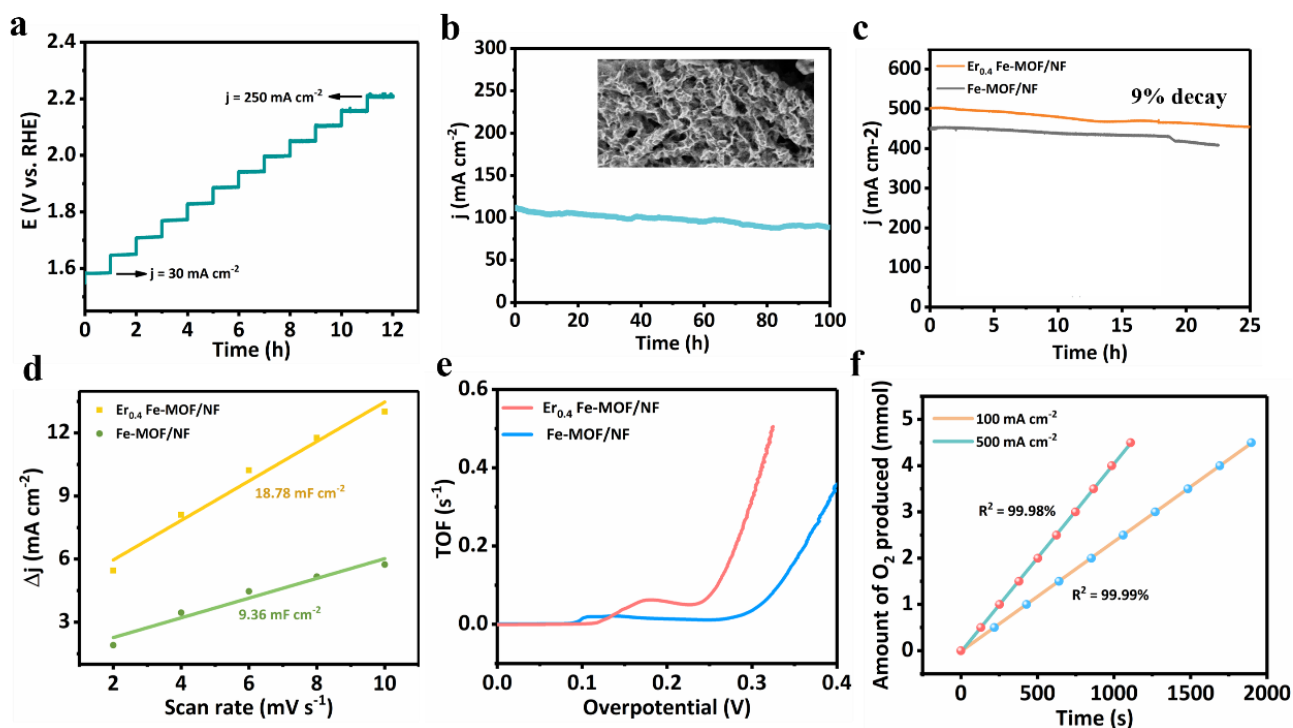 a
2.4
2.2
2.0
1.8
1.6
E (V vs. RHE)
j = 250 mA cm⁻²
j = 30 mA cm⁻²
0 2 4 6 8 10 12
Time (h)
b
300
250
200
150
100
50
0
j (mA cm⁻²)
0 20 40 60 80 100
Time (h)
c
600
500
400
300
200
100
0
j (mA cm-2)
Er₀.₄ Fe-MOF/NF
Fe-MOF/NF
9% decay
0 5 10 15 20 25
Time (h)
d
12
9
6
3
Δj (mA cm⁻²)
Er₀.₄ Fe-MOF/NF
Fe-MOF/NF
18.78 mF cm⁻²
9.36 mF cm⁻²
2 4 6 8 10
Scan rate (mV s⁻¹)
e
0.6
0.4
0.2
0.0
TOF (s⁻¹)
Er₀.₄ Fe-MOF/NF
Fe-MOF/NF
0.0 0.1 0.2 0.3 0.4
Overpotential (V)
f
5
4
3
2
1
0
Amount of O₂ produced (mmol)
100 mA cm⁻²
500 mA cm⁻²
R² = 99.98%
R² = 99.99%
0 500 1000 1500 2000
Time (s)